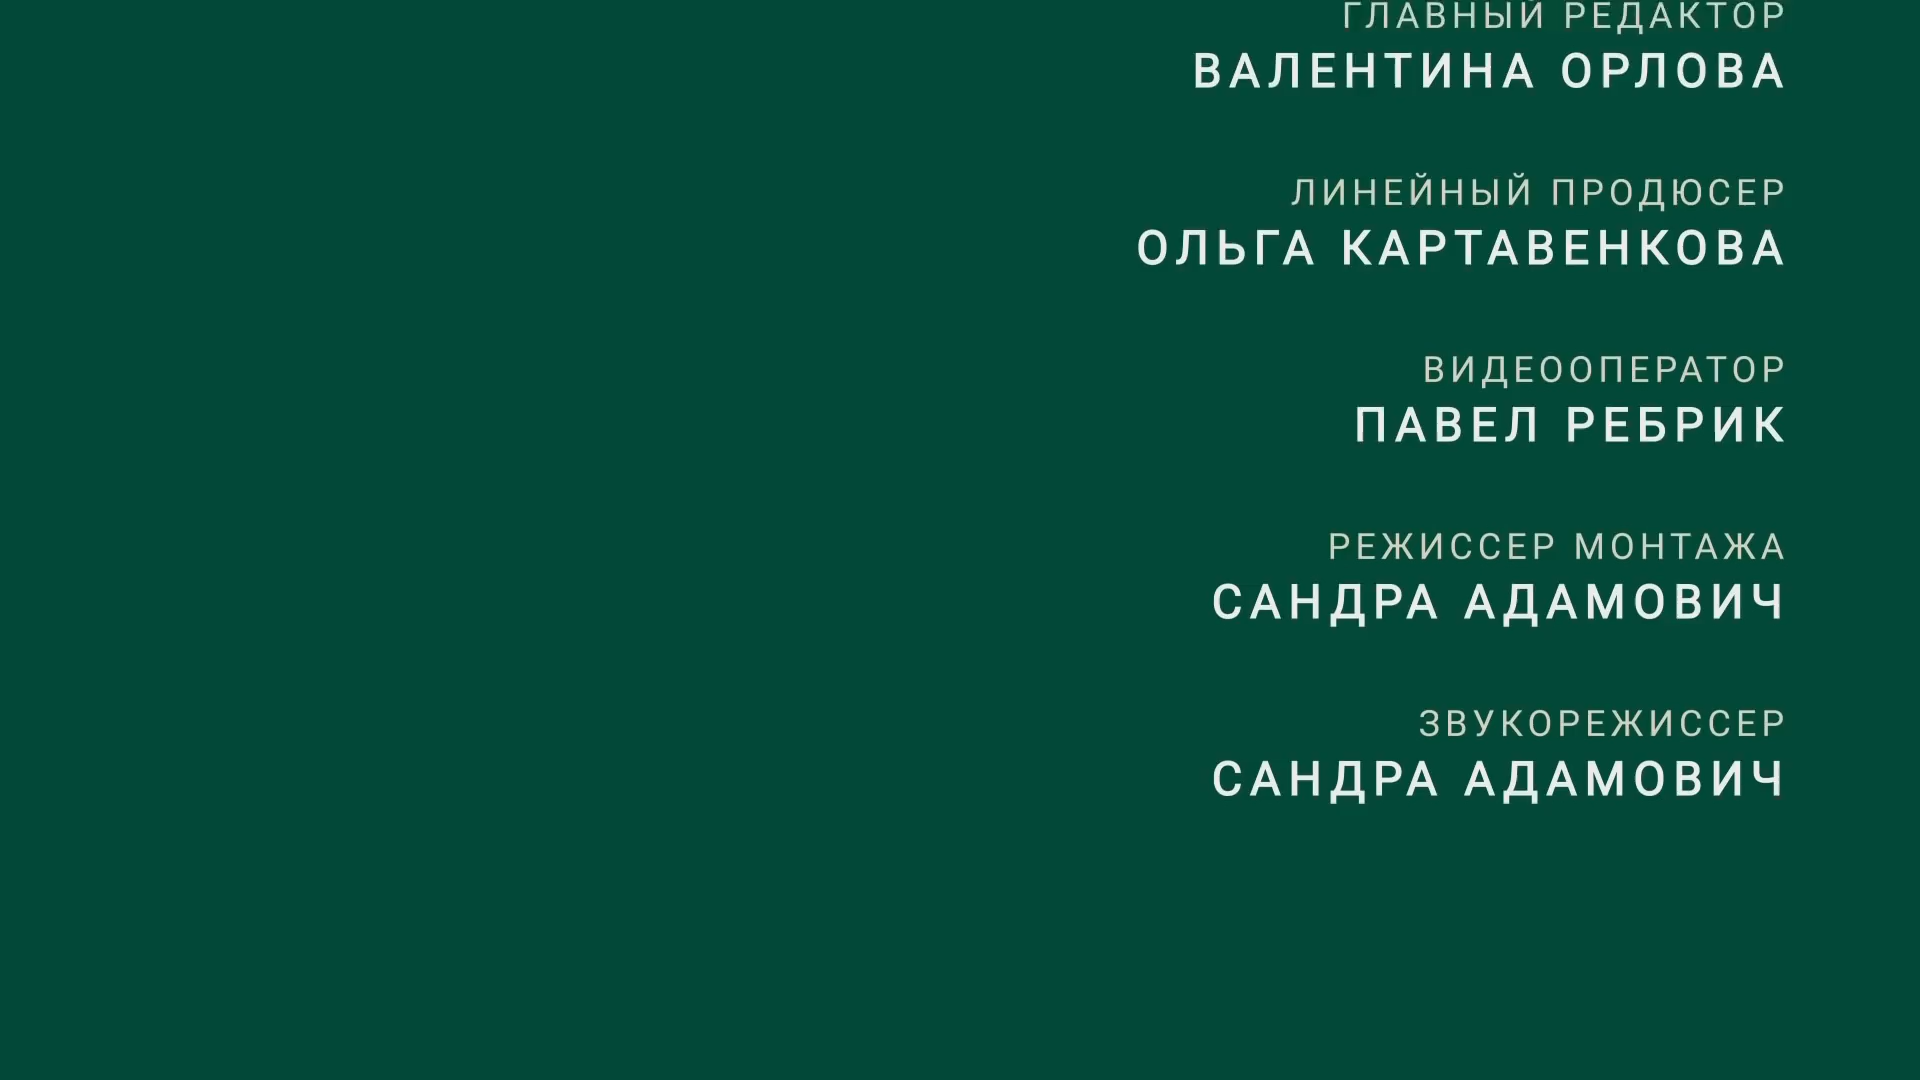 ГЛАВНЫЙ РЕДАКТОР
ВАЛЕНТИНА ОРЛОВА
ЛИНЕЙНЫЙ ПРОДЮСЕР
ОЛЬГА КАРТАВЕНКОВА
ВИДЕООПЕРАТОР
ПАВЕЛ РЕБРИК
РЕЖИССЕР МОНТАЖА
САНДРА АДАМОВИЧ
ЗВУКОРЕЖИССЕР
САНДРА АДАМОВИЧ